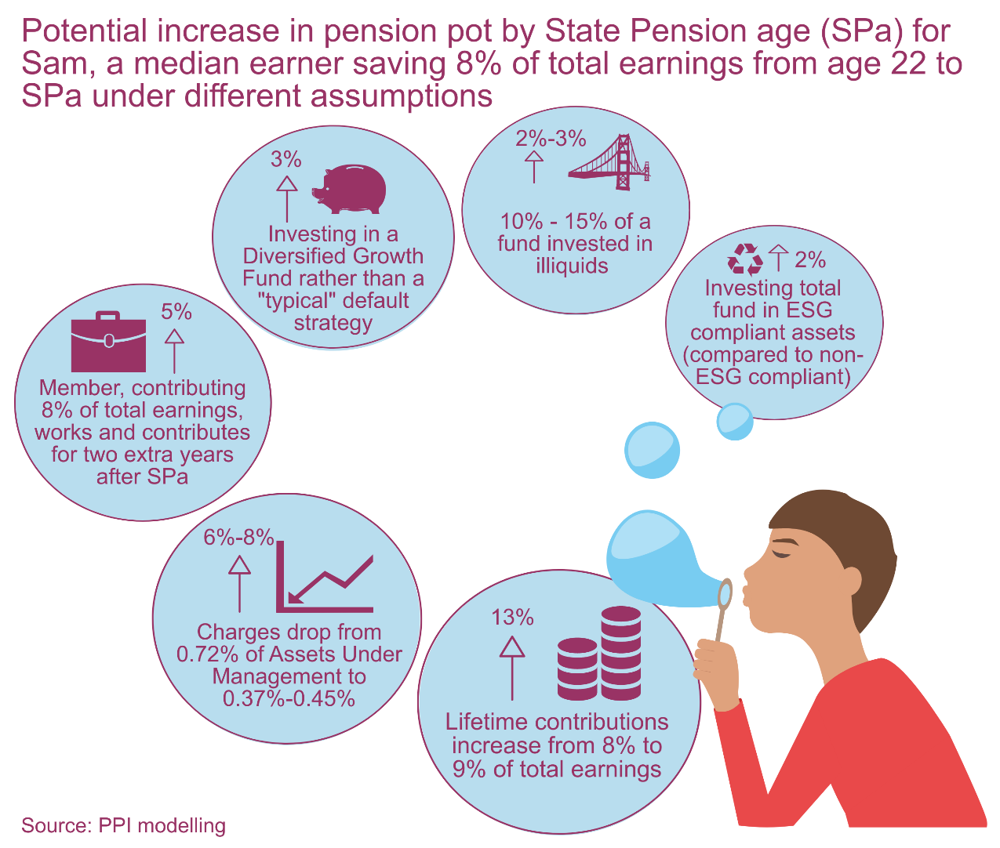 Potential increase in pension pot by State Pension age (SPa) for
Sam, a median earner saving 8% of total earnings from age 22 to
SPa under different assumptions
3%
Investing in a
Diversified Growth
Fund rather than a
"typical" default
strategy
2%-3%
10% - 15% of a
fund invested in
illiquids
2%
Investing total
fund in ESG
compliant assets
(compared to non-
ESG compliant)
5%
Member, contributing
8% of total earnings,
works and contributes
for two extra years
after SPa
6%-8%
Charges drop from
0.72% of Assets Under
Management to
0.37%-0.45%
13%
Lifetime contributions
increase from 8% to
9% of total earnings
Source: PPI modelling